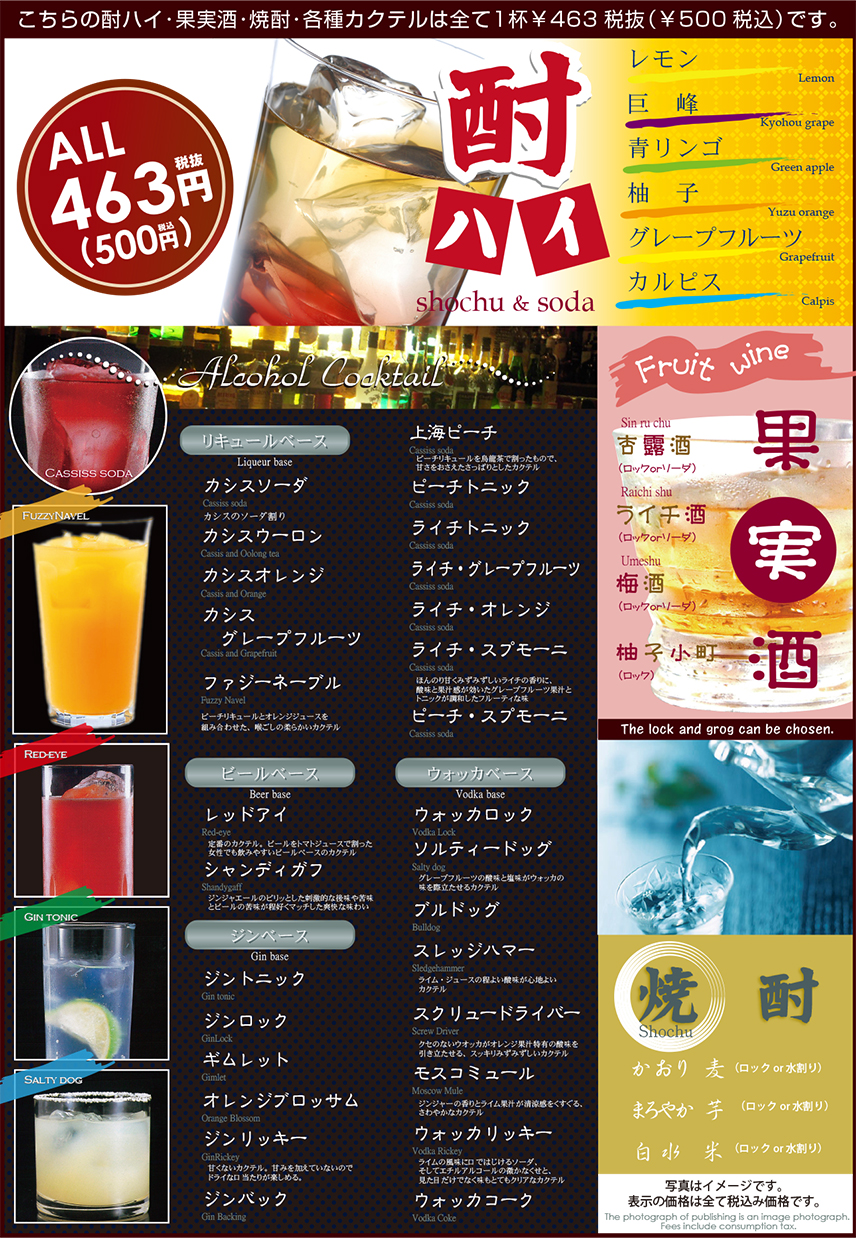 こちらの酎ハイ・果実酒・焼酎・各種カクテルは全て1杯￥463 税抜（￥500 税込）です。
ALL
463円 税抜
(500円) 税込
酎
ハイ
shochu & soda
レモン
Lemon
巨　峰
Kyohou grape
青リンゴ
Green apple
柚　子
Yuzu orange
グレープフルーツ
Grapefruit
カルピス
Calpis
Alcohol Cocktail
CASSISS SODA
FUZZYNAVEL
RED-EYE
GIN TONIC
SALTY DOG
リキュールベース
Liqueur base
カシスソーダ
Cassiss soda
カシスのソーダ割り
カシスウーロン
Cassis and Oolong tea
カシスオレンジ
Cassis and Orange
カシス
グレープフルーツ
Cassis and Grapefruit
ファジーネーブル
Fuzzy Navel
ピーチリキュールとオレンジジュースを
組み合わせた、喉ごしの柔らかいカクテル
上海ピーチ
Cassiss soda
ピーチリキュールを烏龍茶で割ったもので、
甘さをおさえたさっぱりとしたカクテル
ピーチトニック
Cassiss soda
ライチトニック
Cassiss soda
ライチ・グレープフルーツ
Cassiss soda
ライチ・オレンジ
Cassiss soda
ライチ・スプモーニ
Cassiss soda
ほんのり甘くみずみずしいライチの香りに、
酸味と果汁感が効いたグレープフルーツ果汁と
トニックが調和したフルーティな味
ピーチ・スプモーニ
Cassiss soda
ビールベース
Beer base
レッドアイ
Red-eye
定番のカクテル。ビールをトマトジュースで割った
女性でも飲みやすいビールベースのカクテル
シャンディガフ
Shandygaff
ジンジャエールのピリッとした刺激的な後味や苦味
とビールの苦味が程好くマッチした爽快な味わい
ジンベース
Gin base
ジントニック
Gin tonic
ジンロック
GinLock
ギムレット
Gimlet
オレンジブロッサム
Orange Blossom
ジンリッキー
GinRickey
甘くないカクテル。甘みを加えていないので
ドライな口 当たりが楽しめる。
ジンバック
Gin Backing
ウォッカベース
Vodka base
ウォッカロック
Vodka Lock
ソルティードッグ
Salty dog
グレープフルーツの酸味と塩味がウォッカの
味を際立たせるカクテル
ブルドッグ
Bulldog
スレッジハマー
Sledgehammer
ライム・ジュースの程よい酸味が心地よい
カクテル
スクリュードライバー
Screw Driver
クセのないウオッカがオレンジ果汁特有の酸味を
引き立たせる、スッキリみずみずしいカクテル
モスコミュール
Moscow Mule
ジンジャーの香りとライム果汁が清涼感をくすぐる、
さわやかなカクテル
ウォッカリッキー
Vodka Rickey
ライムの風味に口 ではじけるソーダ、
そしてエチルアルコールの微かなくせと、
見た目 だけでなく味もとてもクリアなカクテル
ウォッカコーク
Vodka Coke
Fruit wine
果実酒
Sin ru chu
杏露酒
(ロックorソーダ)
Raichi shu
ライチ酒
(ロックorソーダ)
Umeshu
梅酒
(ロックorソーダ)
柚子小町
(ロック)
The lock and grog can be chosen.
焼　酎
Shochu
かおり　麦　(ロック or 水割り)
まろやか　芋　(ロック or 水割り)
白水　米　(ロック or 水割り)
写真はイメージです。
表示の価格は全て税込み価格です。
The photograph of publishing is an image photograph.
Fees include consumption tax.